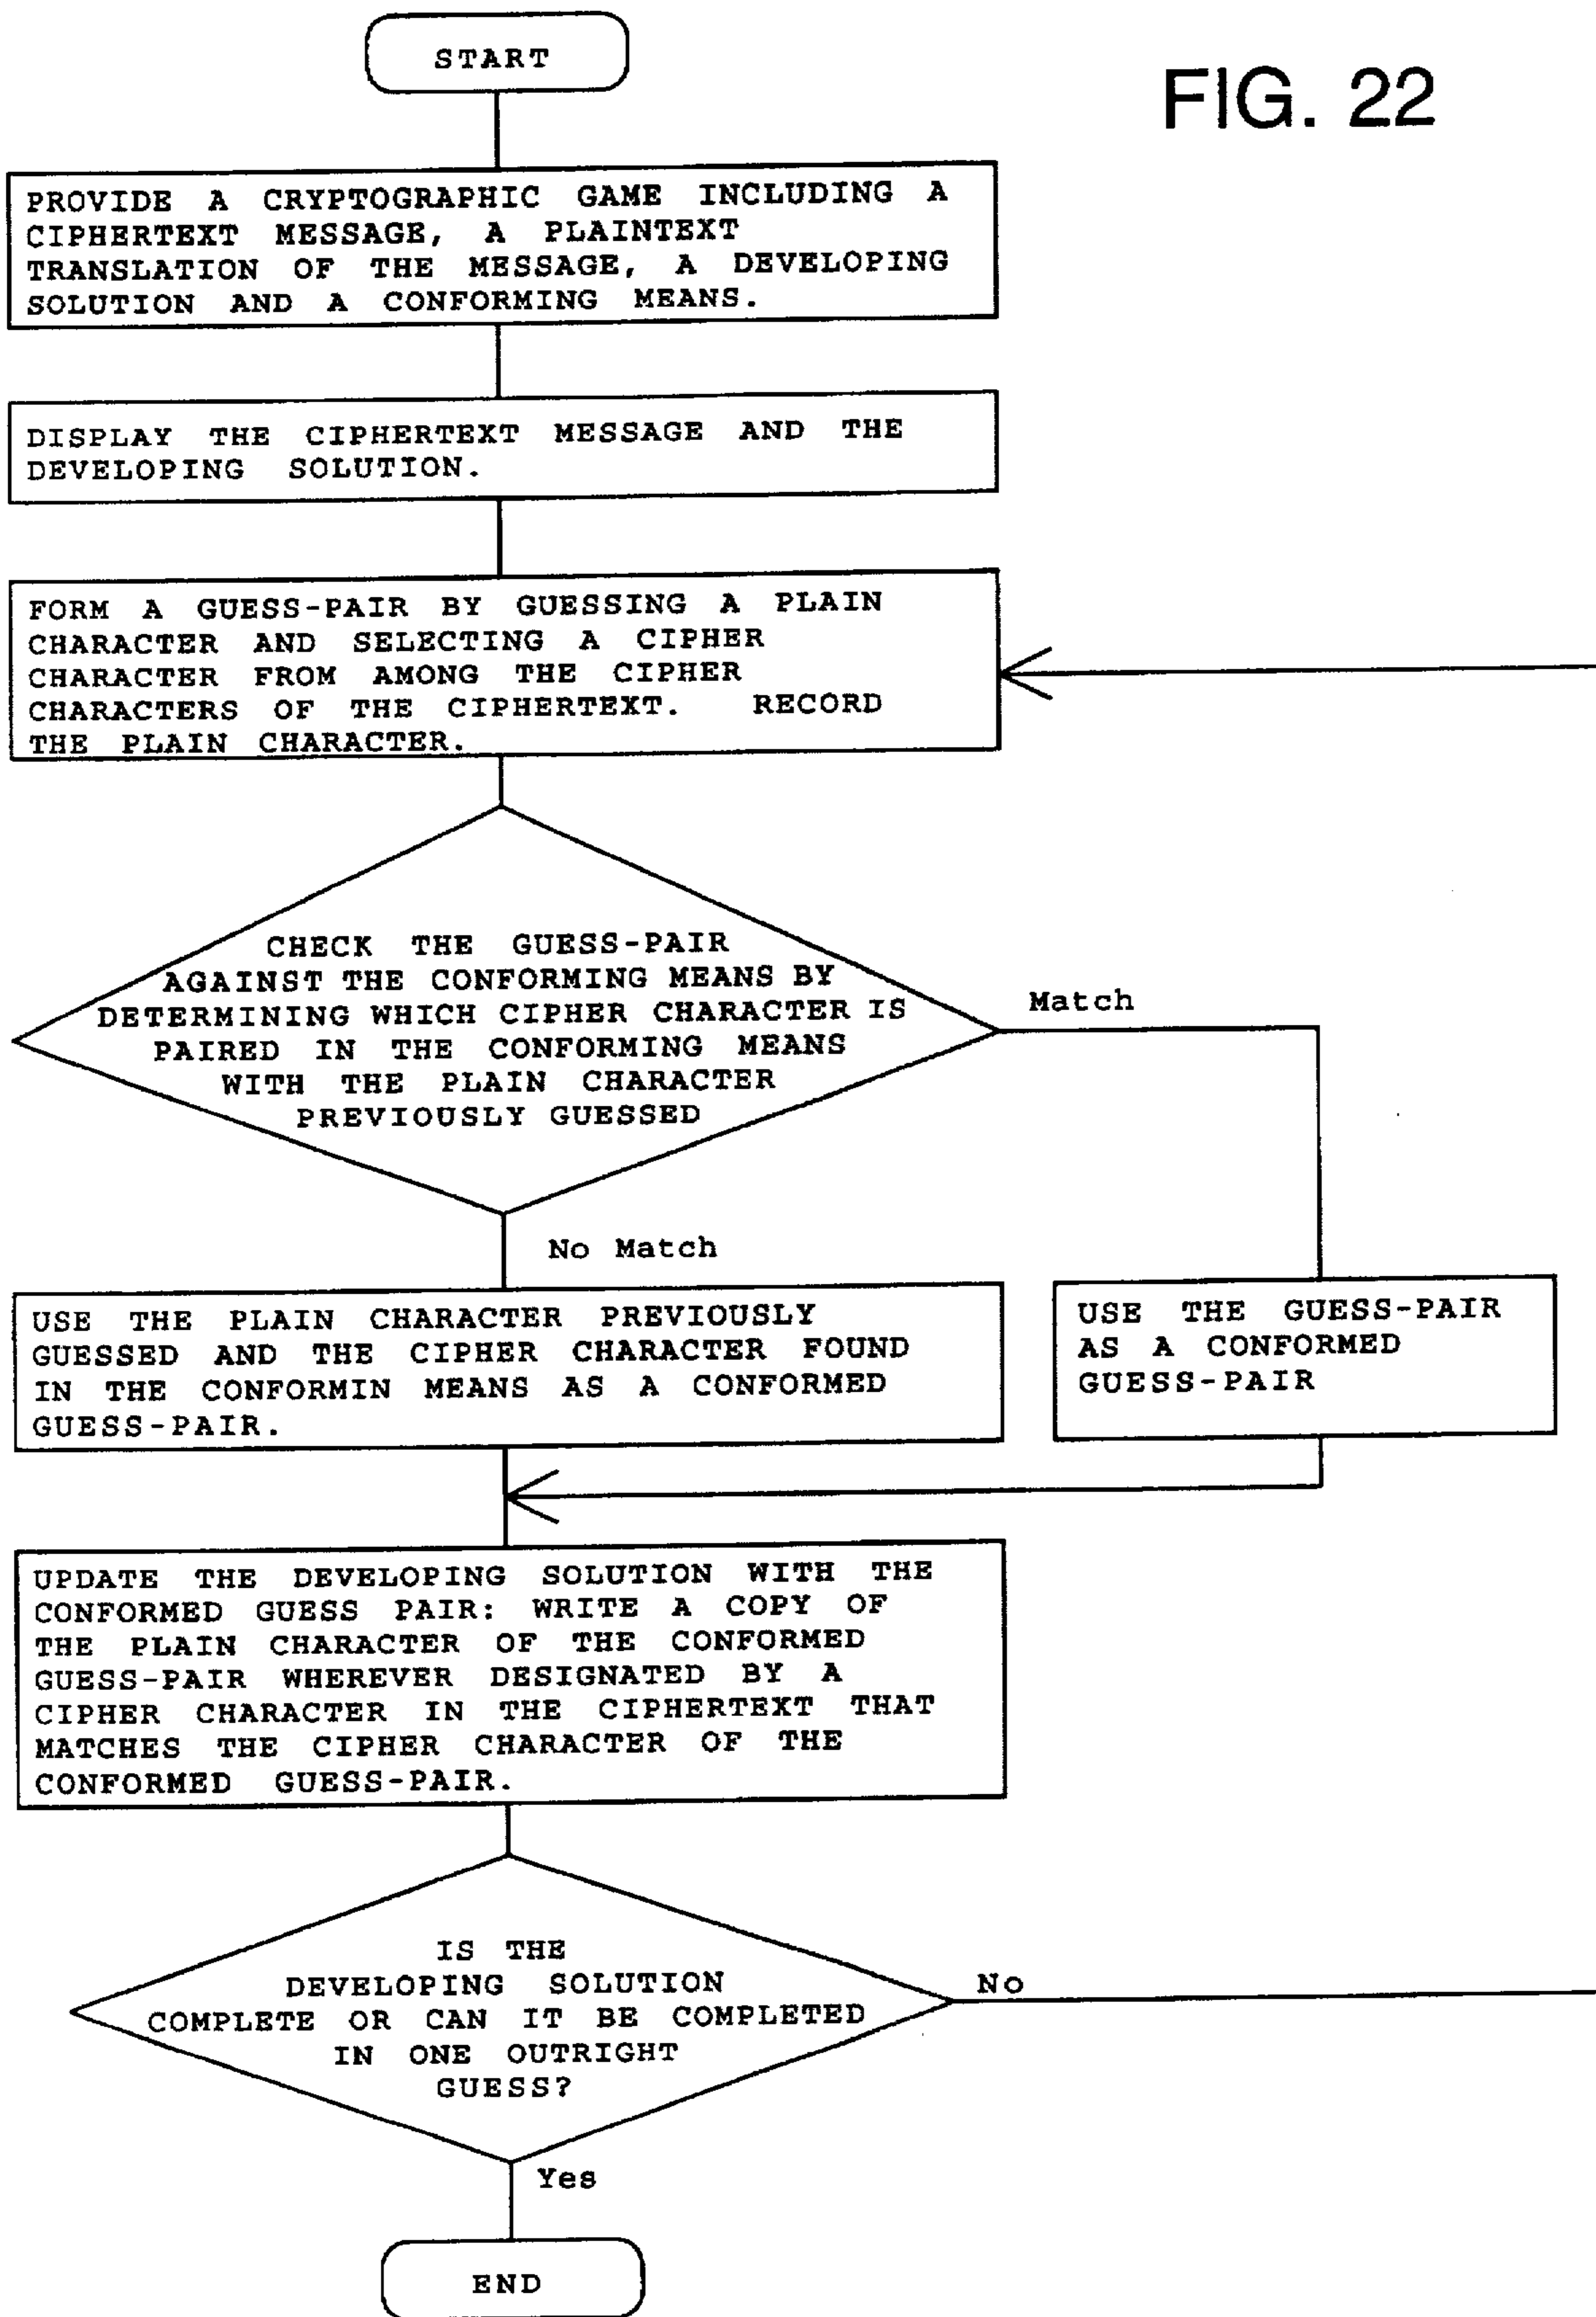 START
FIG. 22
PROVIDE A CRYPTOGRAPHIC GAME INCLUDING A
CIPHERTEXT MESSAGE, A PLAINTEXT
TRANSLATION OF THE MESSAGE, A DEVELOPING
SOLUTION AND A CONFORMING MEANS.
DISPLAY THE CIPHERTEXT MESSAGE AND THE
DEVELOPING SOLUTION.
FORM A GUESS-PAIR BY GUESSING A PLAIN
CHARACTER AND SELECTING A CIPHER
CHARACTER FROM AMONG THE CIPHER
CHARACTERS OF THE CIPHERTEXT. RECORD
THE PLAIN CHARACTER.
CHECK THE GUESS-PAIR
AGAINST THE CONFORMING MEANS BY
DETERMINING WHICH CIPHER CHARACTER IS
PAIRED IN THE CONFORMING MEANS
WITH THE PLAIN CHARACTER
PREVIOUSLY GUESSED
Match
No Match
USE THE PLAIN CHARACTER PREVIOUSLY
GUESSED AND THE CIPHER CHARACTER FOUND
IN THE CONFORMIN MEANS AS A CONFORMED
GUESS-PAIR.
USE THE GUESS-PAIR
AS A CONFORMED
GUESS-PAIR
UPDATE THE DEVELOPING SOLUTION WITH THE
CONFORMED GUESS PAIR: WRITE A COPY OF
THE PLAIN CHARACTER OF THE CONFORMED
GUESS-PAIR WHEREVER DESIGNATED BY A
CIPHER CHARACTER IN THE CIPHERTEXT THAT
MATCHES THE CIPHER CHARACTER OF THE
CONFORMED GUESS-PAIR.
IS THE
DEVELOPING SOLUTION
COMPLETE OR CAN IT BE COMPLETED
IN ONE OUTRIGHT
GUESS?
No
Yes
END